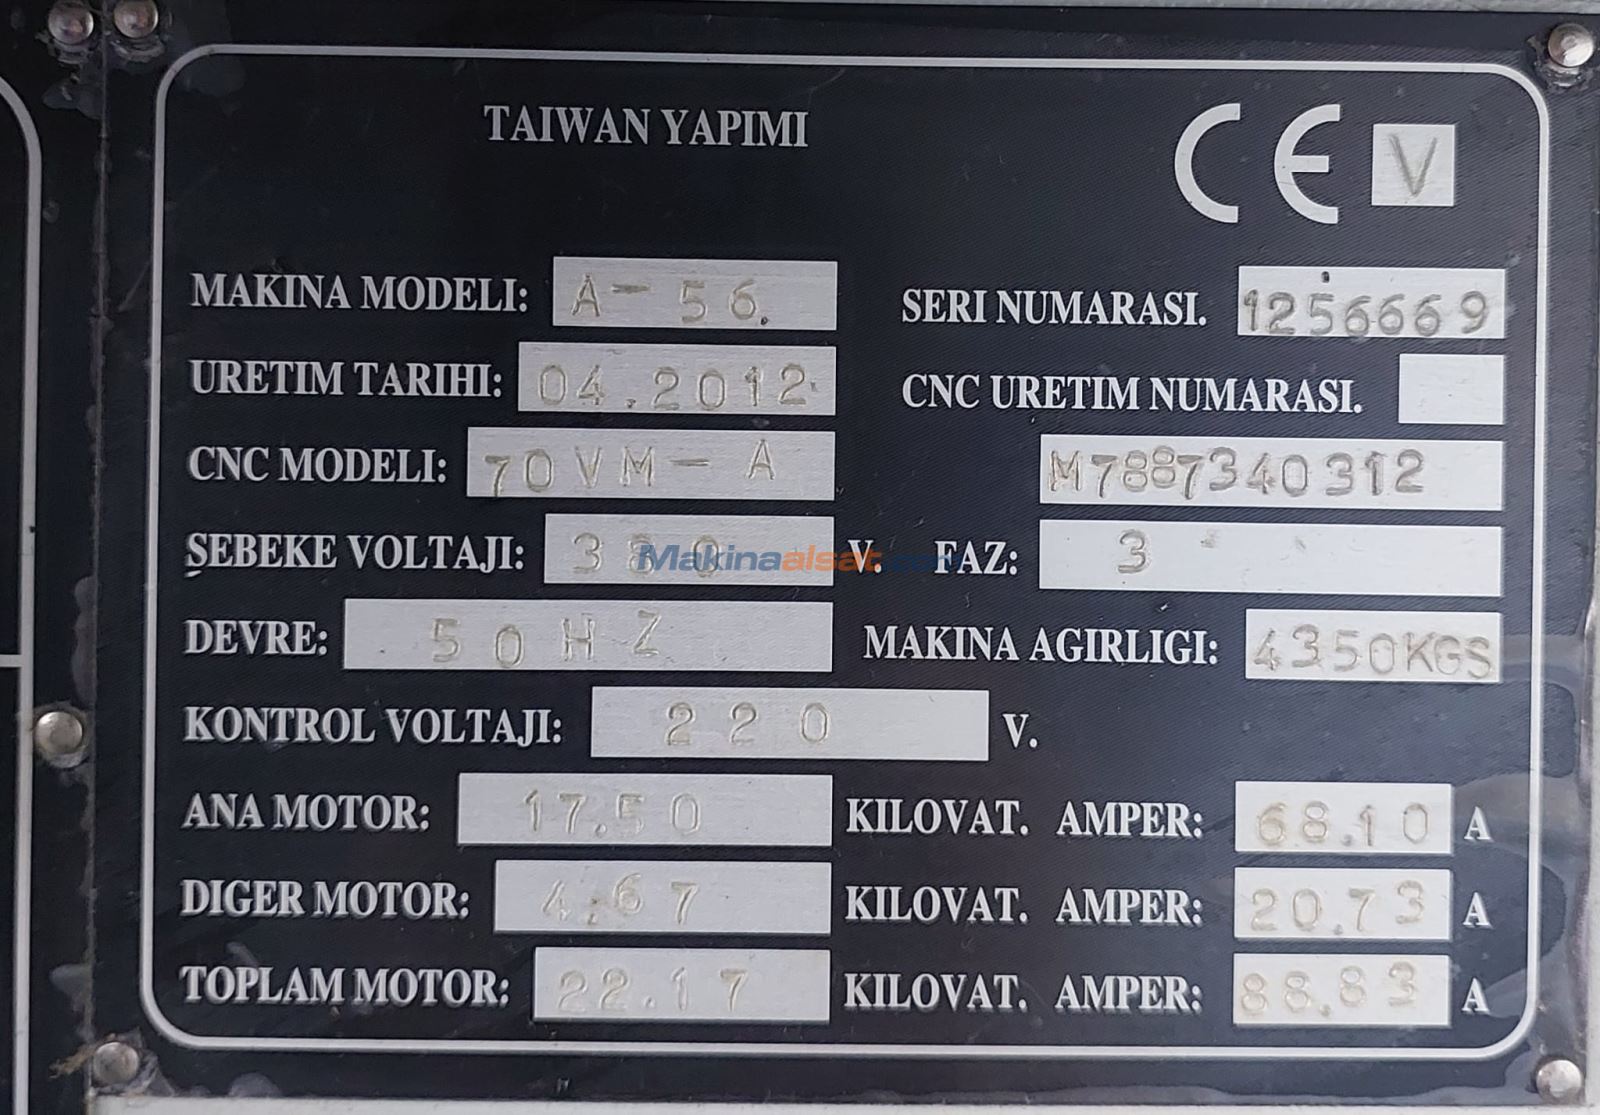 TAIWAN YAPIMI
CE V
MAKINA MODELI: A-56.
SERI NUMARASI. 1256669
URETIM TARIHI: 04.2012
CNC URETIM NUMARASI.
CNC MODELI: 70VM-A
M7887340312
ŞEBEKE VOLTAJI: 380 V. FAZ: 3
Makinaalsat.com
DEVRE: 50HZ
MAKINA AGIRLIGI: 4350KGS
KONTROL VOLTAJI: 220 V.
ANA MOTOR: 17.50 KILOVAT. AMPER: 68.10 A
DIGER MOTOR: 4.67 KILOVAT. AMPER: 20.73 A
TOPLAM MOTOR: 22.17 KILOVAT. AMPER: 88.83 A